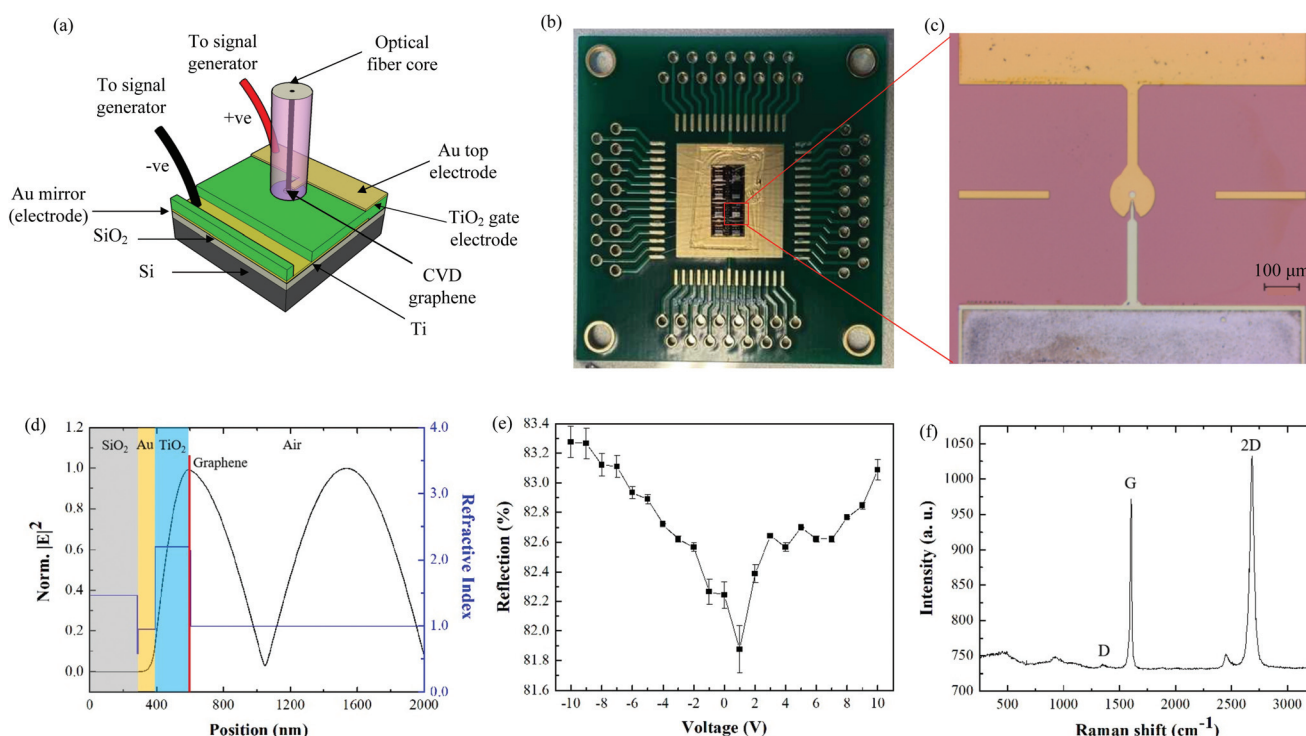 (a)
To signal
generator
Optical
fiber core
To signal
generator
+ve
-ve
Au top
electrode
Au mirror
(electrode)
TiO₂ gate
electrode
SiO₂
Si
CVD
graphene
Ti
(b)
(c)
100 μm
(d)
SiO₂ Au TiO₂ Air
Graphene
Norm. |E|²
1.2
1.0
0.8
0.6
0.4
0.2
0.0
4.0
3.0
2.0
1.0
0.0
Refractive Index
0 400 800 1200 1600 2000
Position (nm)
(e)
Reflection (%)
83.4
83.2
83.0
82.8
82.6
82.4
82.2
82.0
81.8
81.6
-10 -8 -6 -4 -2 0 2 4 6 8 10
Voltage (V)
(f)
Intensity (a. u.)
1050
1000
950
900
850
800
750
700
D
G
2D
500 1000 1500 2000 2500 3000
Raman shift (cm⁻¹)